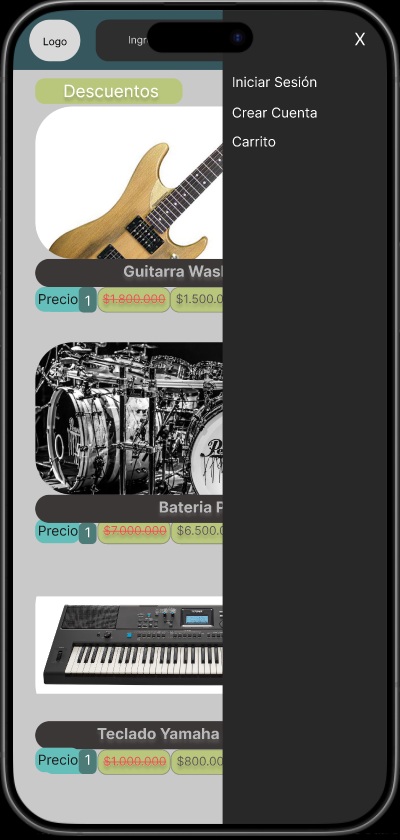 Logo
Ingr
X
Iniciar Sesión
Crear Cuenta
Carrito
Descuentos
Guitarra Was
Precio 1 $1.800.000 $1.500.0
Bateria P
Precio 1 $7.000.000 $6.500.0
Teclado Yamaha
Precio 1 $1.000.000 $800.00